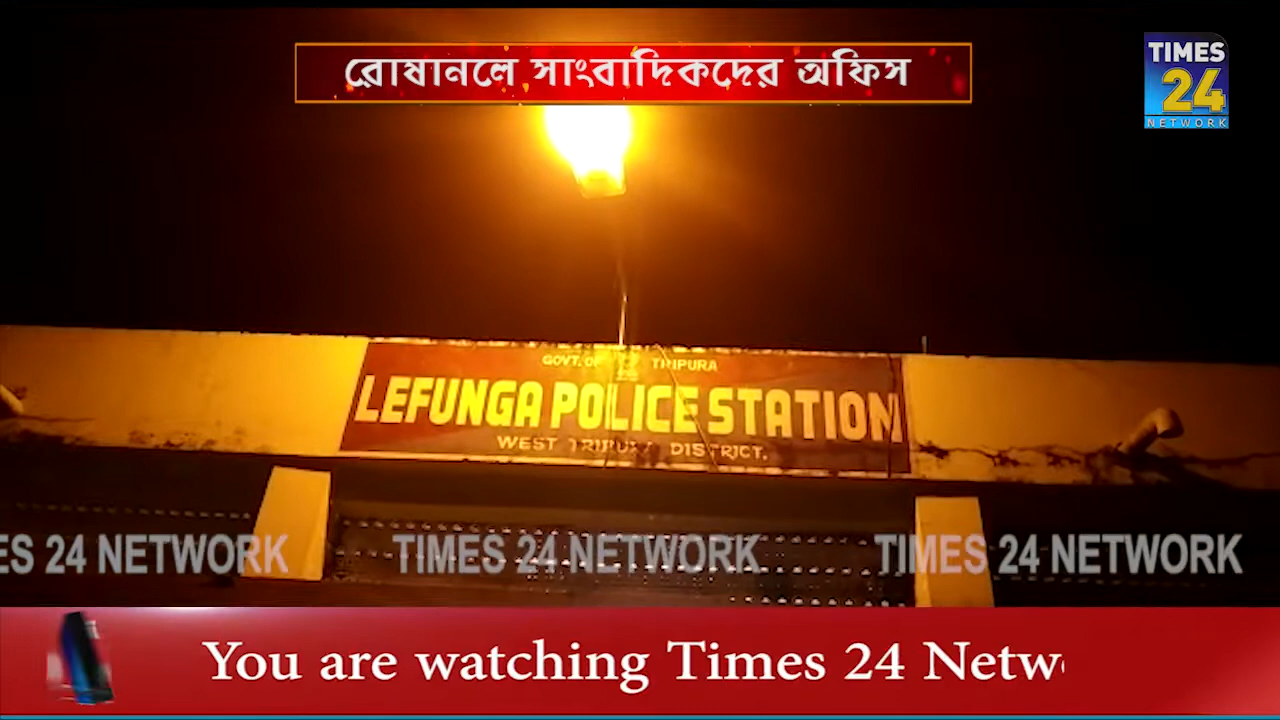 রোষানলে সাংবাদিকদের অফিস
TIMES
24
NETWORK
GOVT. OF TRIPURA
LEFUNGA POLICE STATION
WEST TRIPURA DISTRICT.
ES 24 NETWORK TIMES 24 NETWORK TIMES 24 NETWORK
You are watching Times 24 Netw